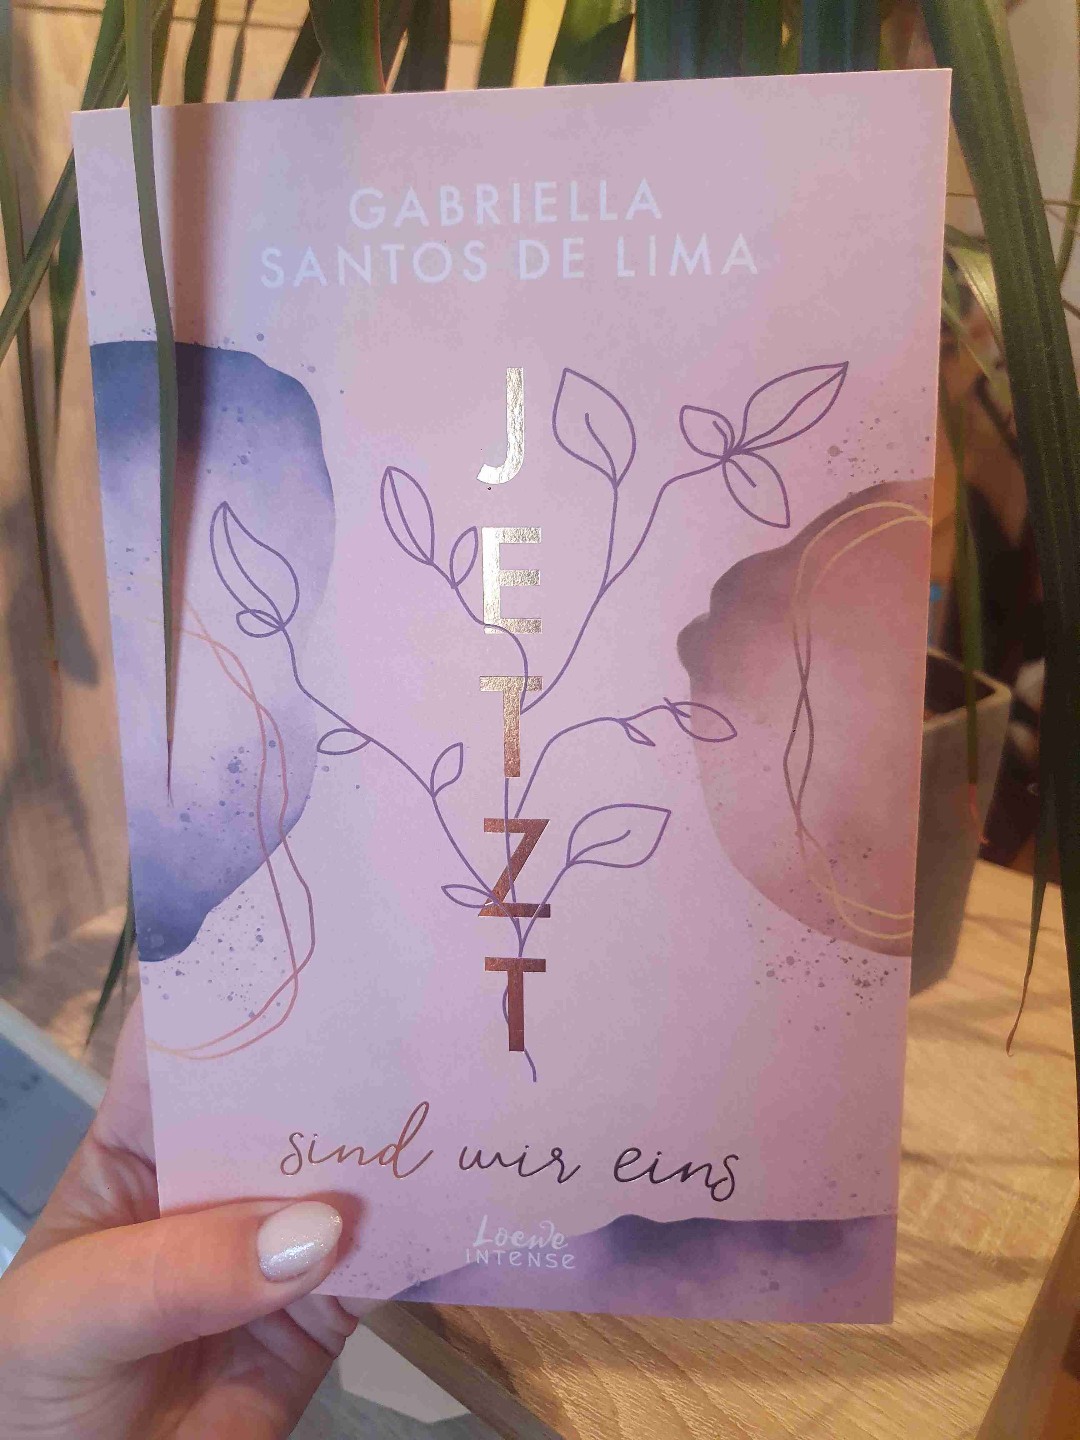 GABRIELLA
SANTOS DE LIMA
JETZT
sind wir eins
Loewe
INTENSE